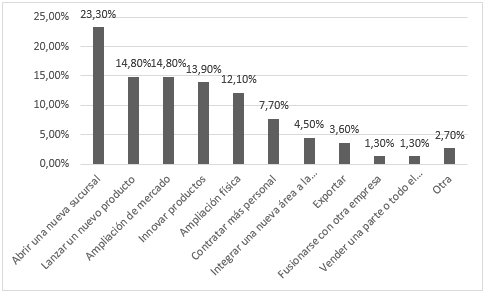 25,00%
20,00%
15,00%
10,00%
5,00%
0,00%
23,30%
14,80%
14,80%
13,90%
12,10%
7,70%
4,50%
3,60%
1,30%
1,30%
2,70%
Abrir una nueva sucursal
Lanzar un nuevo producto
Ampliación de mercado
Innovar productos
Ampliación física
Contratar más personal
Integrar una nueva área a la...
Exportar
Fusionarse con otra empresa
Vender una parte o todo el...
Otra